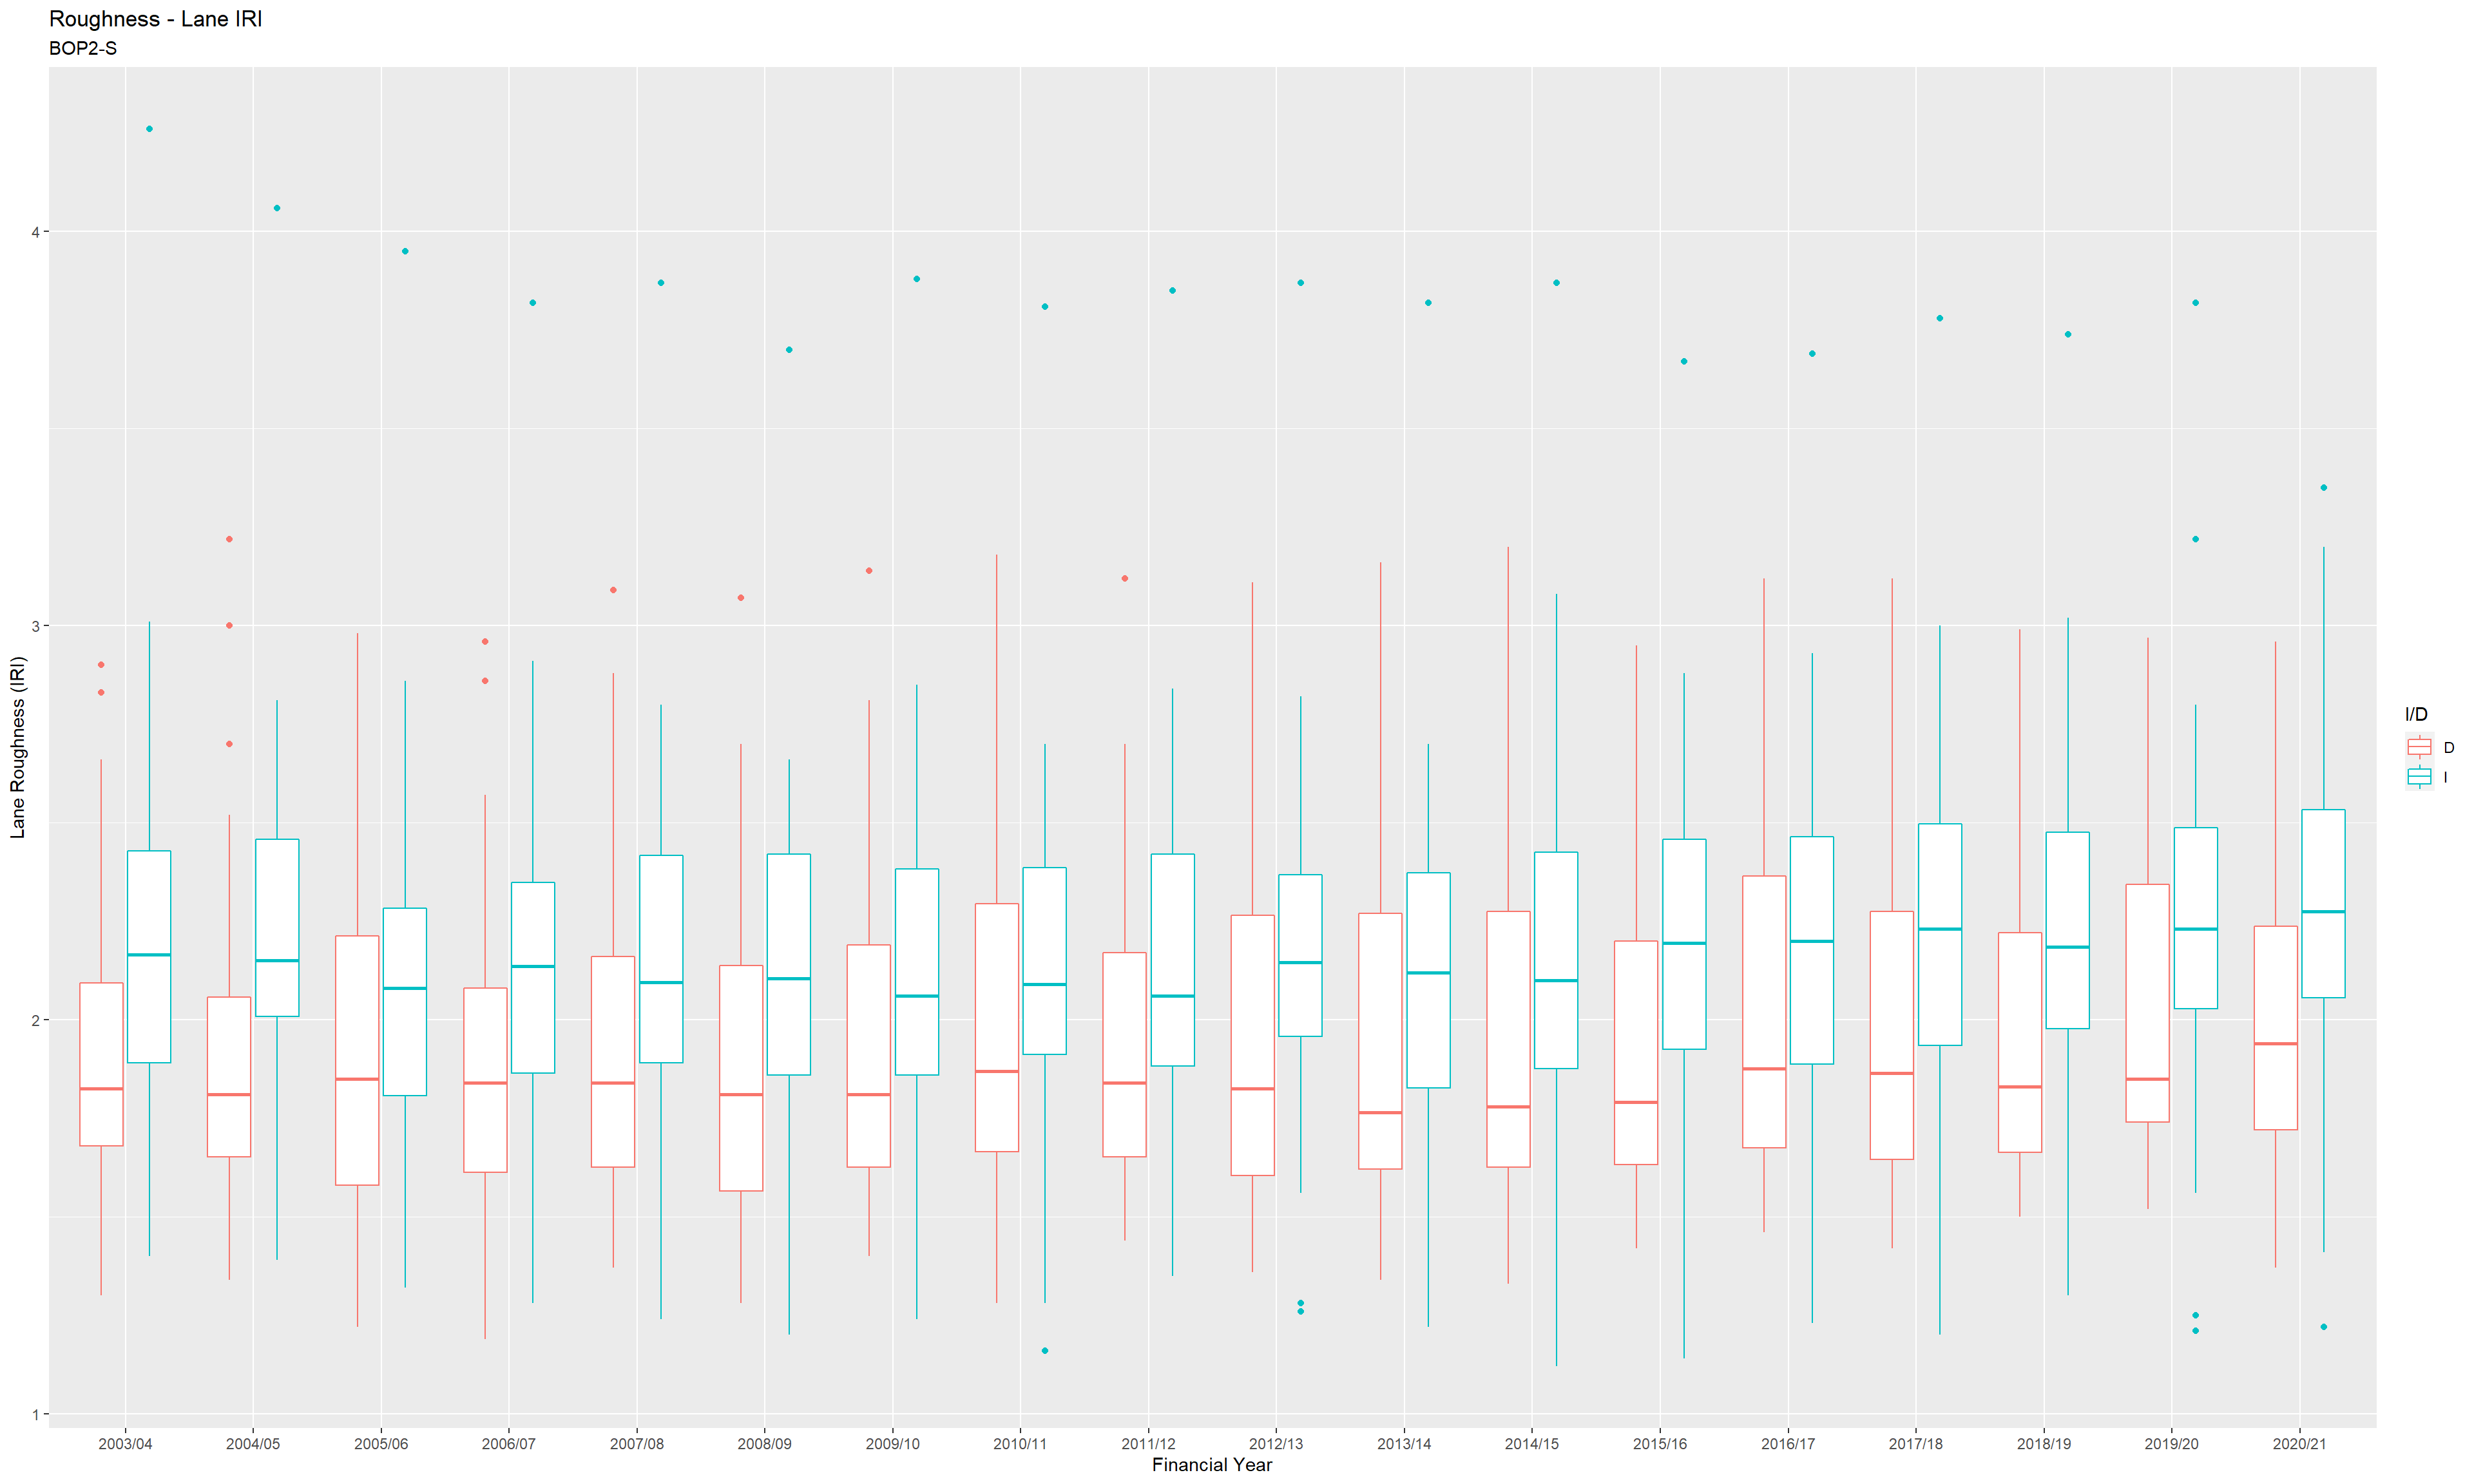 Roughness - Lane IRI
BOP2-S
Lane Roughness (IRI)
4
3
2
1
2003/04 2004/05 2005/06 2006/07 2007/08 2008/09 2009/10 2010/11 2011/12 2012/13 2013/14 2014/15 2015/16 2016/17 2017/18 2018/19 2019/20 2020/21
Financial Year
I/D
D
I